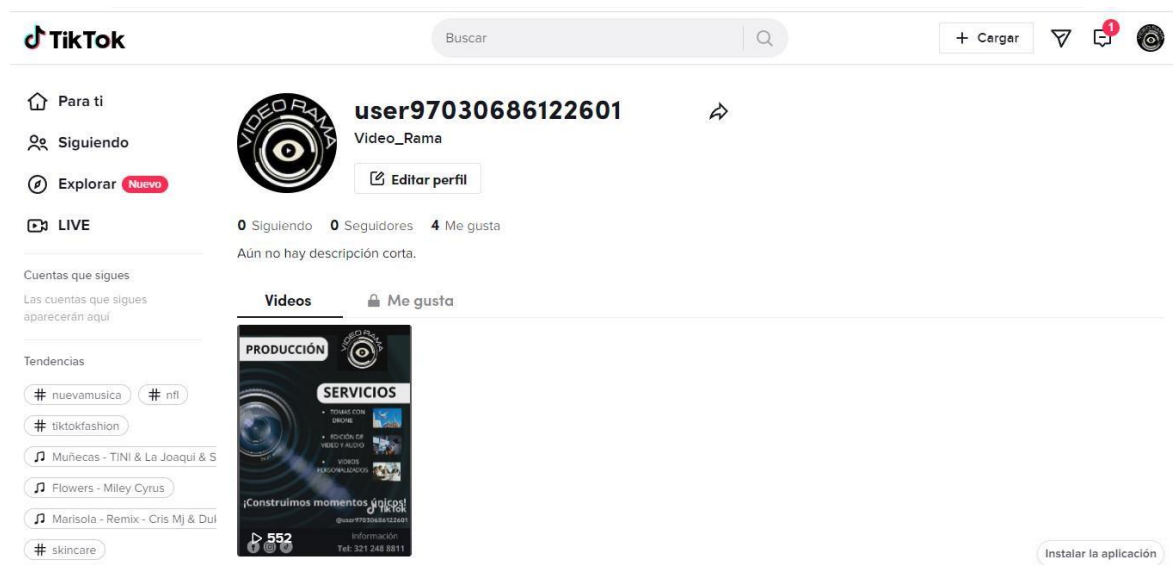 TikTok
Buscar
Cargar
1
Para ti
Siguiendo
Explorar Nuevo
LIVE
Cuentas que sigues
Las cuentas que sigues
aparecerán aquí
Tendencias
# nuevamusica # nfl
# tiktokfashion
Muñecas - TINI & La Joaqui & S
Flowers - Miley Cyrus
Marisola - Remix - Cris Mj & Duk
# skincare
VIDEO RAMA
user97030686122601
Video_Rama
Editar perfil
0 Siguiendo 0 Seguidores 4 Me gusta
Aún no hay descripción corta.
Videos Me gusta
PRODUCCIÓN
VIDEO RAMA
SERVICIOS
• TOMAS CON
DRONE
• EDICIÓN DE
VIDEO Y AUDIO
• VIDEOS
PERSONALIZADOS
¡Construimos momentos únicos!
TikTok
@user97030686122601
552
Información
Tel: 321 248 8811
Instalar la aplicación